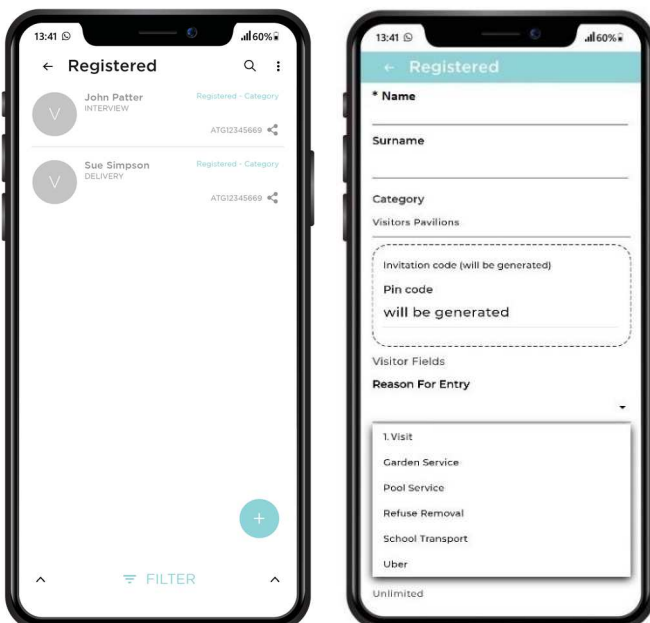 13:41
60%
Registered
John Patter
Registered - Category
INTERVIEW
V
ATG12345669
Sue Simpson
Registered - Category
DELIVERY
V
ATG12345669
+
FILTER
13:41
60%
Registered
* Name
Surname
Category
Visitors Pavilions
Invitation code (will be generated)
Pin code
will be generated
Visitor Fields
Reason For Entry
1. Visit
Garden Service
Pool Service
Refuse Removal
School Transport
Uber
Unlimited